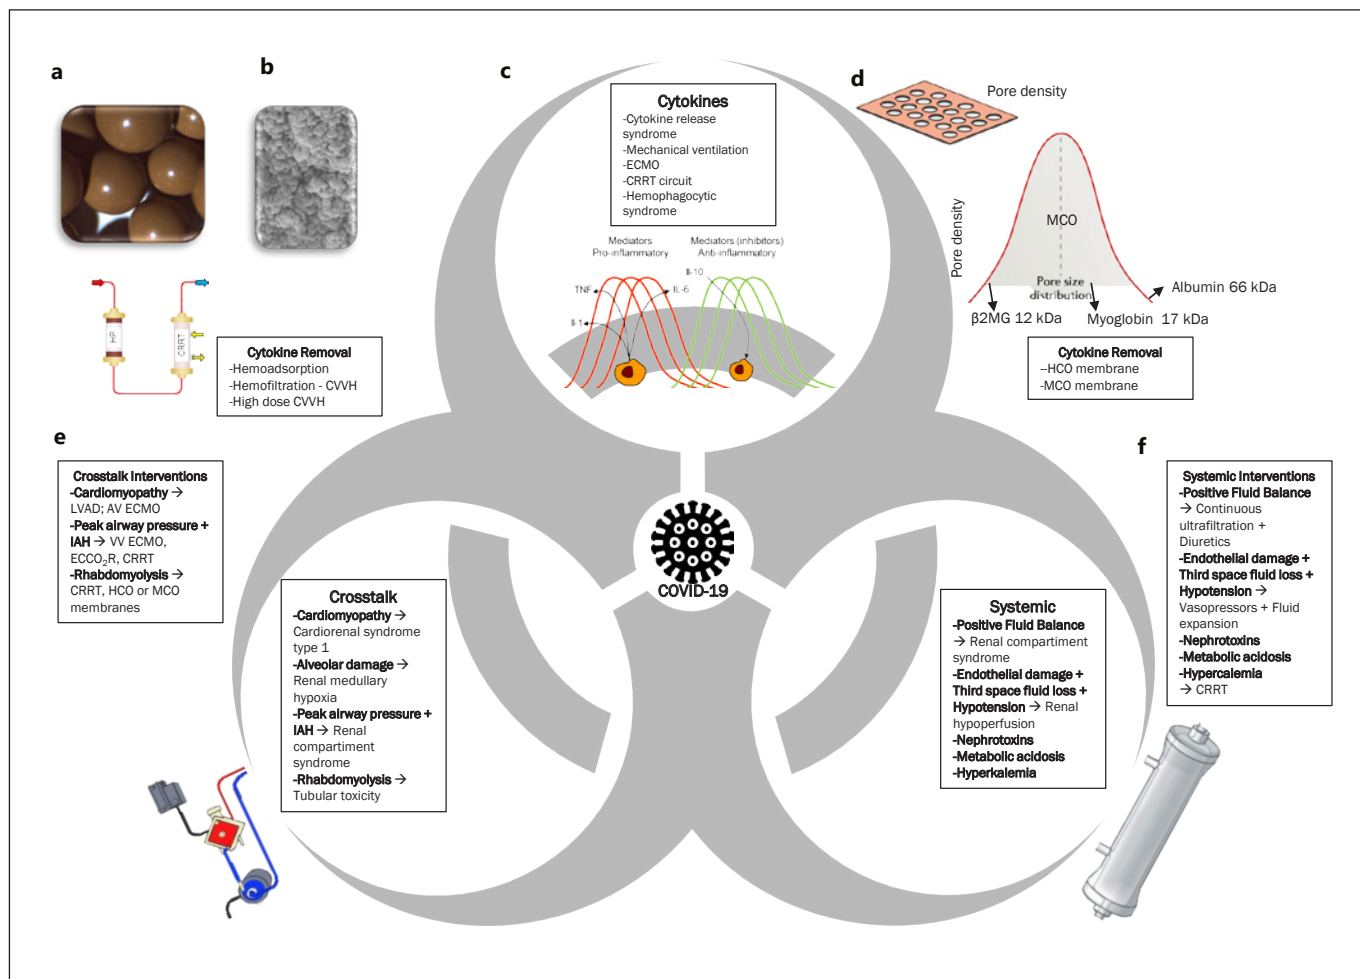 a
b
HP
CRRT
Cytokine Removal
-Hemoadsorption
-Hemofiltration - CVVH
-High dose CVVH
c
Cytokines
-Cytokine release
syndrome
-Mechanical ventilation
-ECMO
-CRRT circuit
-Hemophagocytic
syndrome
Mediators
Pro-inflammatory
Mediators (inhibitors)
Anti-inflammatory
TNF
IL-6
Il-1
Il-10
d
Pore density
Pore density
MCO
Pore size
distribution
Albumin 66 kDa
β2MG 12 kDa
Myoglobin 17 kDa
Cytokine Removal
--HCO membrane
-MCO membrane
e
Crosstalk Interventions
-Cardiomyopathy →
LVAD; AV ECMO
-Peak airway pressure +
IAH → VV ECMO,
ECCO₂R, CRRT
-Rhabdomyolysis →
CRRT, HCO or MCO
membranes
Crosstalk
-Cardiomyopathy →
Cardiorenal syndrome
type 1
-Alveolar damage →
Renal medullary
hypoxia
-Peak airway pressure +
IAH → Renal
compartment
syndrome
-Rhabdomyolysis →
Tubular toxicity
COVID-19
Systemic
-Positive Fluid Balance
→ Renal compartiment
syndrome
-Endothelial damage +
Third space fluid loss +
Hypotension → Renal
hypoperfusion
-Nephrotoxins
-Metabolic acidosis
-Hyperkalemia
f
Systemic Interventions
-Positive Fluid Balance
→ Continuous
ultrafiltration +
Diuretics
-Endothelial damage +
Third space fluid loss +
Hypotension →
Vasopressors + Fluid
expansion
-Nephrotoxins
-Metabolic acidosis
-Hypercalemia
→ CRRT